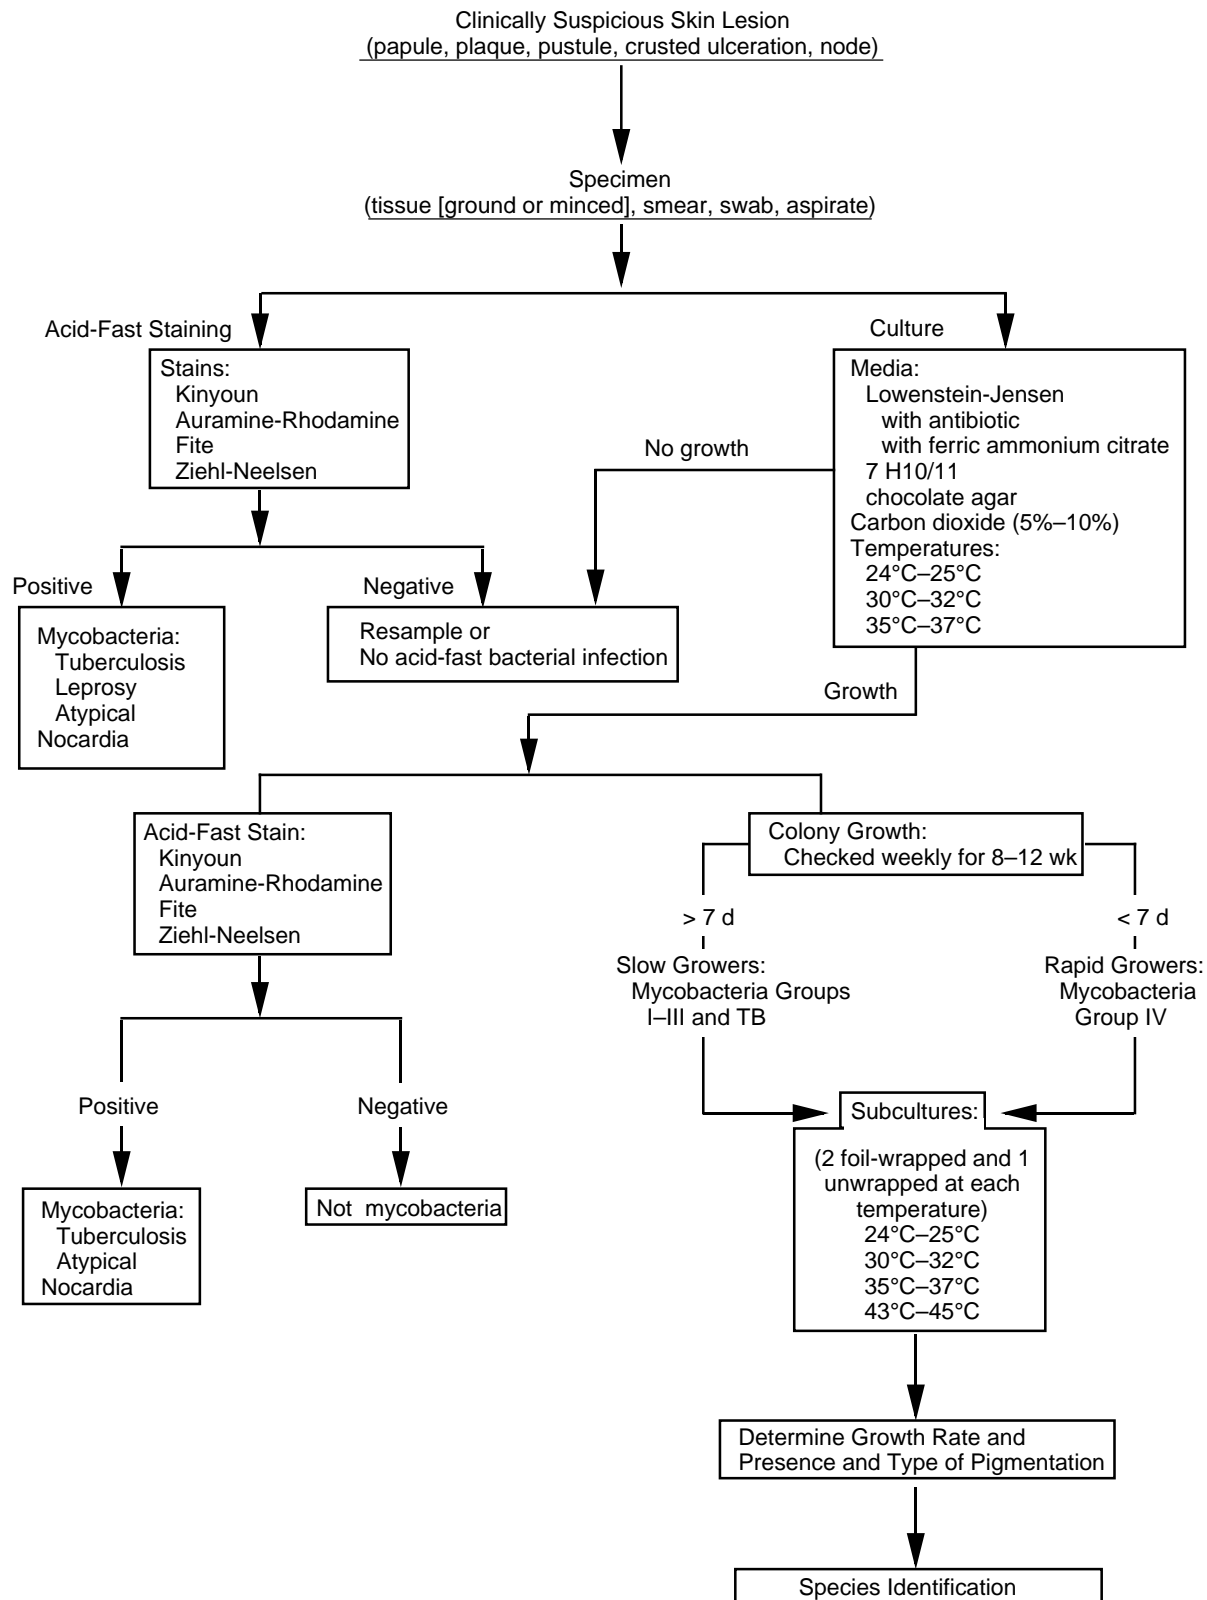 Clinically Suspicious Skin Lesion
(papule, plaque, pustule, crusted ulceration, node)
Specimen
(tissue [ground or minced], smear, swab, aspirate)
Acid-Fast Staining
Stains:
Kinyoun
Auramine-Rhodamine
Fite
Ziehl-Neelsen
Culture
Media:
Lowenstein-Jensen
with antibiotic
with ferric ammonium citrate
7 H10/11
chocolate agar
Carbon dioxide (5%–10%)
Temperatures:
24°C–25°C
30°C–32°C
35°C–37°C
No growth
Positive
Mycobacteria:
Tuberculosis
Leprosy
Atypical
Nocardia
Negative
Resample or
No acid-fast bacterial infection
Growth
Acid-Fast Stain:
Kinyoun
Auramine-Rhodamine
Fite
Ziehl-Neelsen
Positive
Mycobacteria:
Tuberculosis
Atypical
Nocardia
Negative
Not mycobacteria
Colony Growth:
Checked weekly for 8–12 wk
> 7 d
Slow Growers:
Mycobacteria Groups
I–III and TB
< 7 d
Rapid Growers:
Mycobacteria
Group IV
Subcultures:
(2 foil-wrapped and 1
unwrapped at each
temperature)
24°C–25°C
30°C–32°C
35°C–37°C
43°C–45°C
Determine Growth Rate and
Presence and Type of Pigmentation
Species Identification